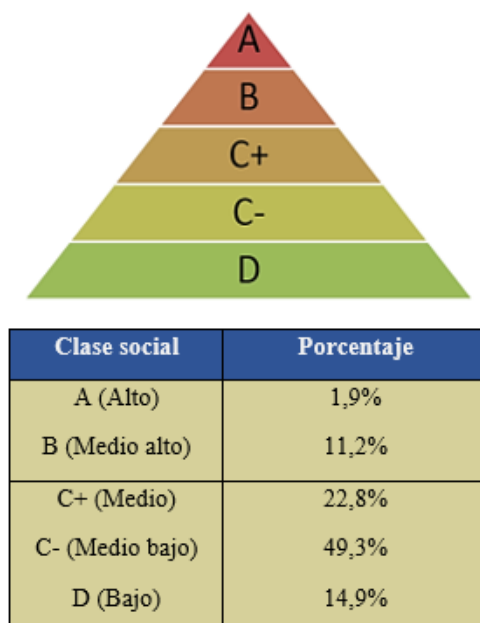 A
B
C+
C-
D
Clase social Porcentaje
A (Alto) 1,9%
B (Medio alto) 11,2%
C+ (Medio) 22,8%
C- (Medio bajo) 49,3%
D (Bajo) 14,9%